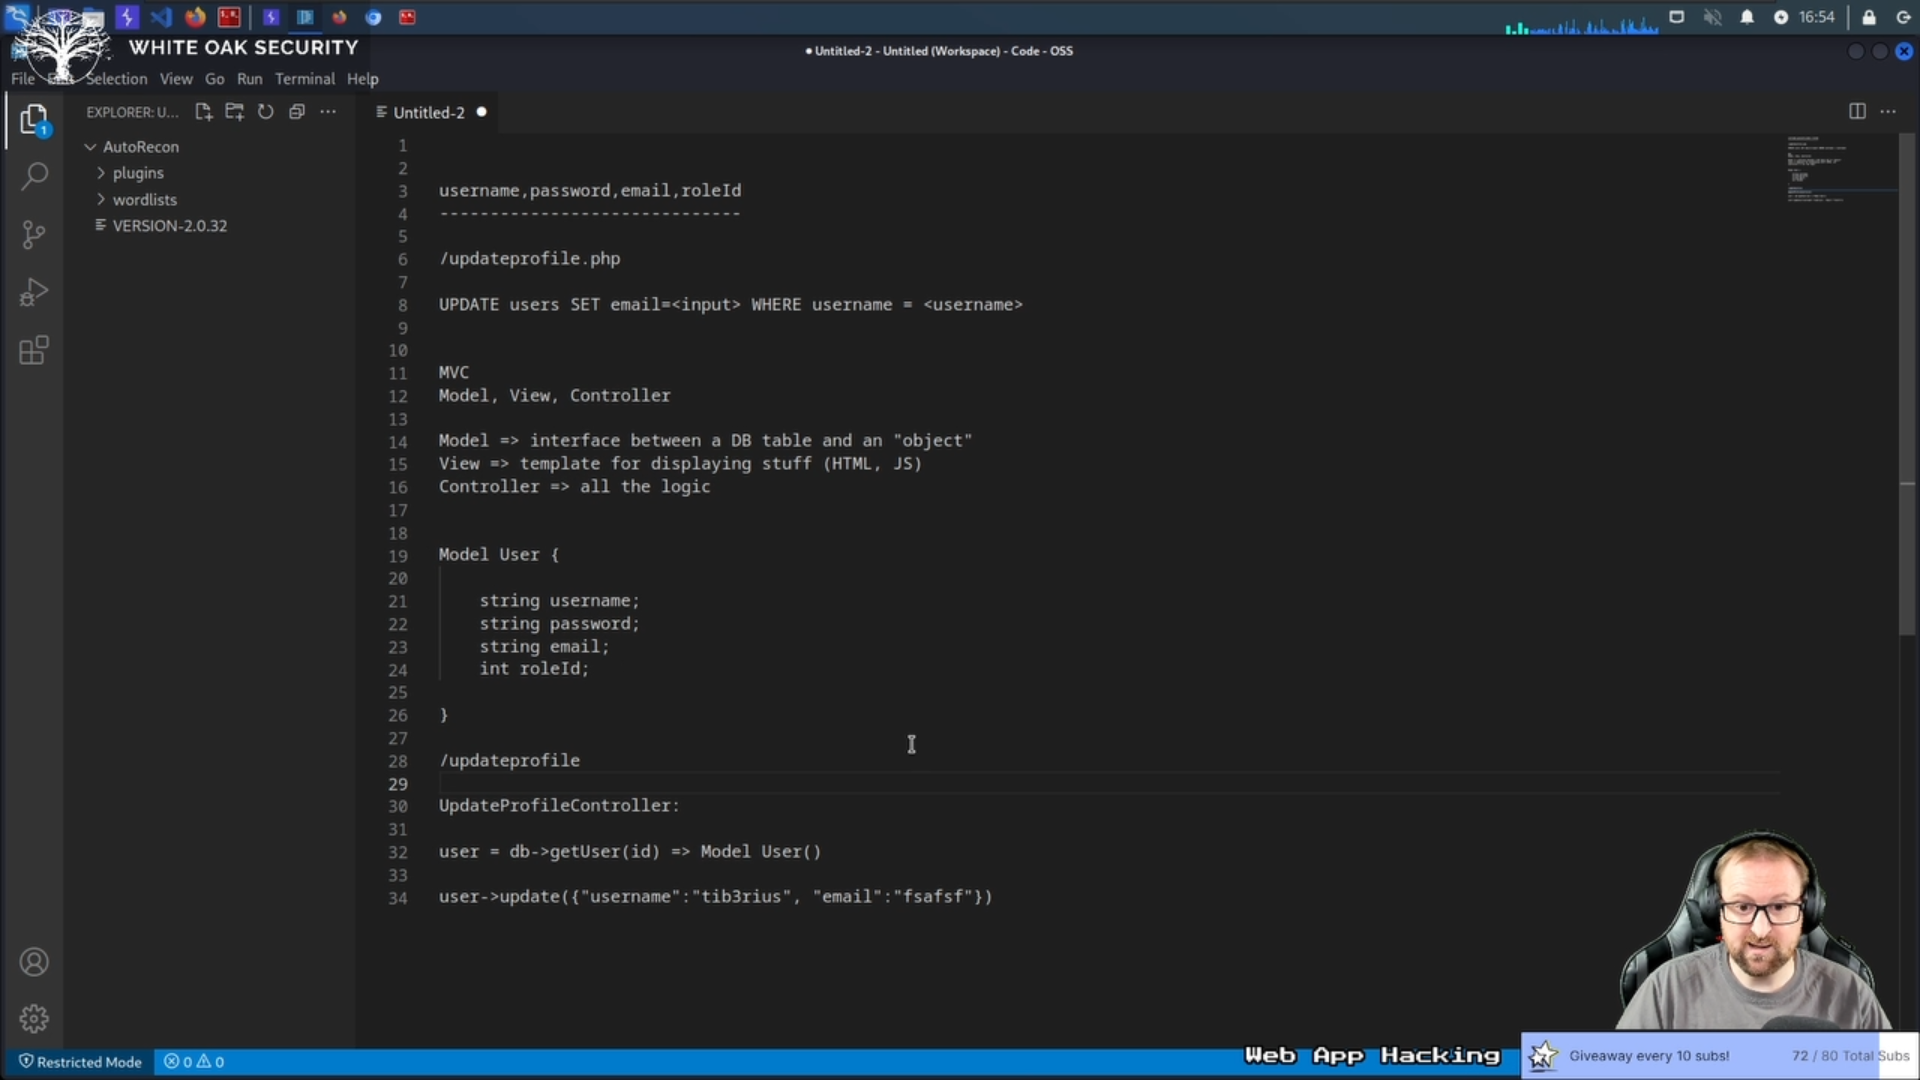 16:54
WHITE OAK SECURITY
Untitled-2 - Untitled (Workspace) - Code - OSS
File Selection View Go Run Terminal Help
EXPLORER: U...
Untitled-2
1
AutoRecon
plugins
wordlists
VERSION-2.0.32
1
2
3 username,password,email,roleId
4 ------------------------------
5
6 /updateprofile.php
7
8 UPDATE users SET email=<input> WHERE username = <username>
9
10
11 MVC
12 Model, View, Controller
13
14 Model => interface between a DB table and an "object"
15 View => template for displaying stuff (HTML, JS)
16 Controller => all the logic
17
18
19 Model User {
20
21 string username;
22 string password;
23 string email;
24 int roleId;
25
26 }
27
28 /updateprofile
29
30 UpdateProfileController:
31
32 user = db->getUser(id) => Model User()
33
34 user->update({"username":"tib3rius", "email":"fsafsf"})
Restricted Mode 0 0
Web App Hacking
Giveaway every 10 subs! 72 / 80 Total Subs